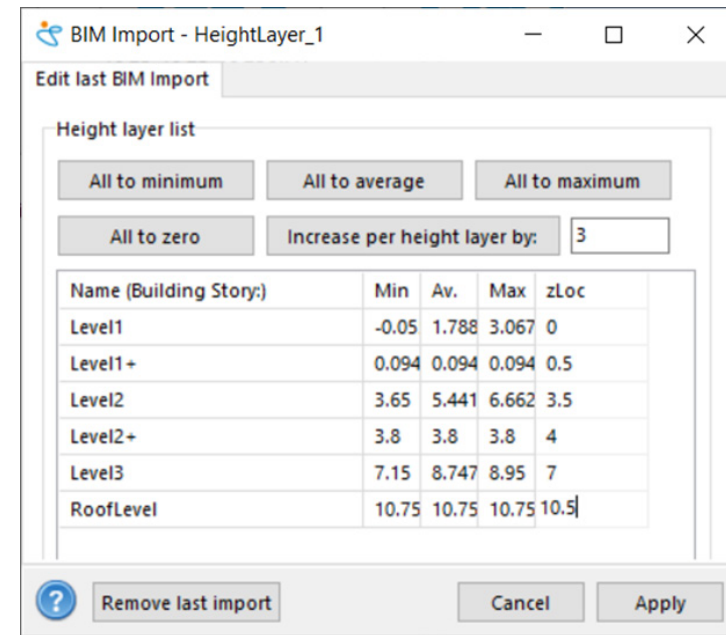 BIM Import - HeightLayer_1
Edit last BIM Import
Height layer list
All to minimum All to average All to maximum
All to zero Increase per height layer by: 3
Name (Building Story:) Min Av. Max zLoc
Level1 -0.05 1.788 3.067 0
Level1+ 0.094 0.094 0.094 0.5
Level2 3.65 5.441 6.662 3.5
Level2+ 3.8 3.8 3.8 4
Level3 7.15 8.747 8.95 7
RoofLevel 10.75 10.75 10.75 10.5
? Remove last import Cancel Apply